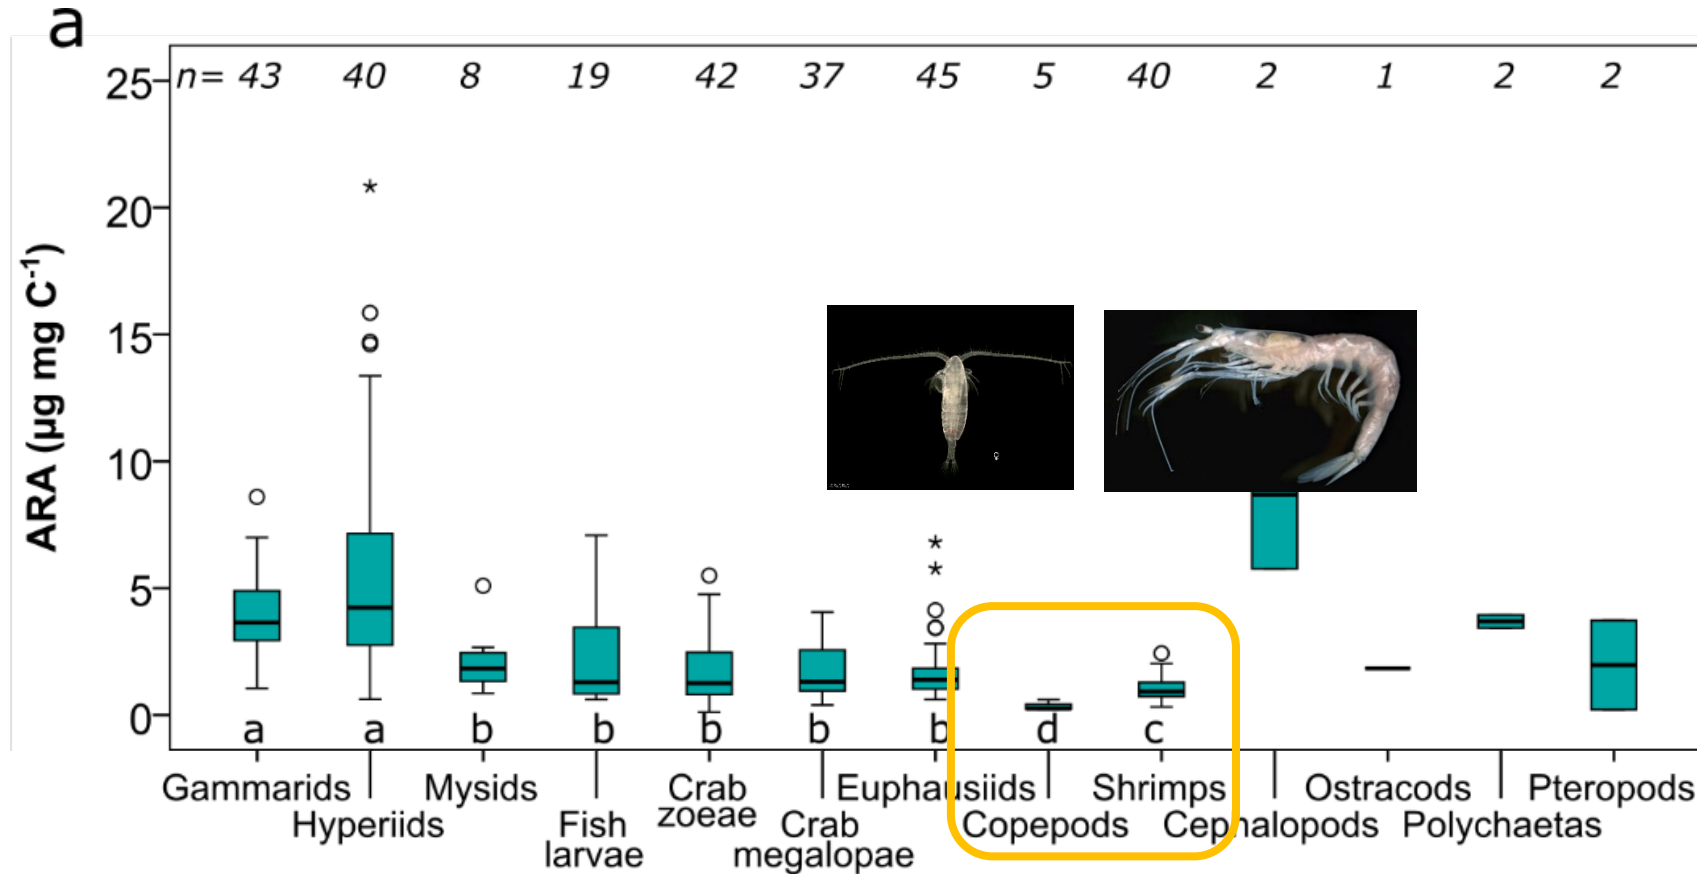 a
n= 43 40 8 19 42 37 45 5 40 2 1 2 2
25
20
15
10
5
0
ARA (µg mg C-1)
a a b b b b b d c
Gammarids Mysids Crab zoeae Euphausiids Shrimps Ostracods Pteropods
Hyperiids Fish larvae Crab megalopae Copepods Cephalopods Polychaetas
♀